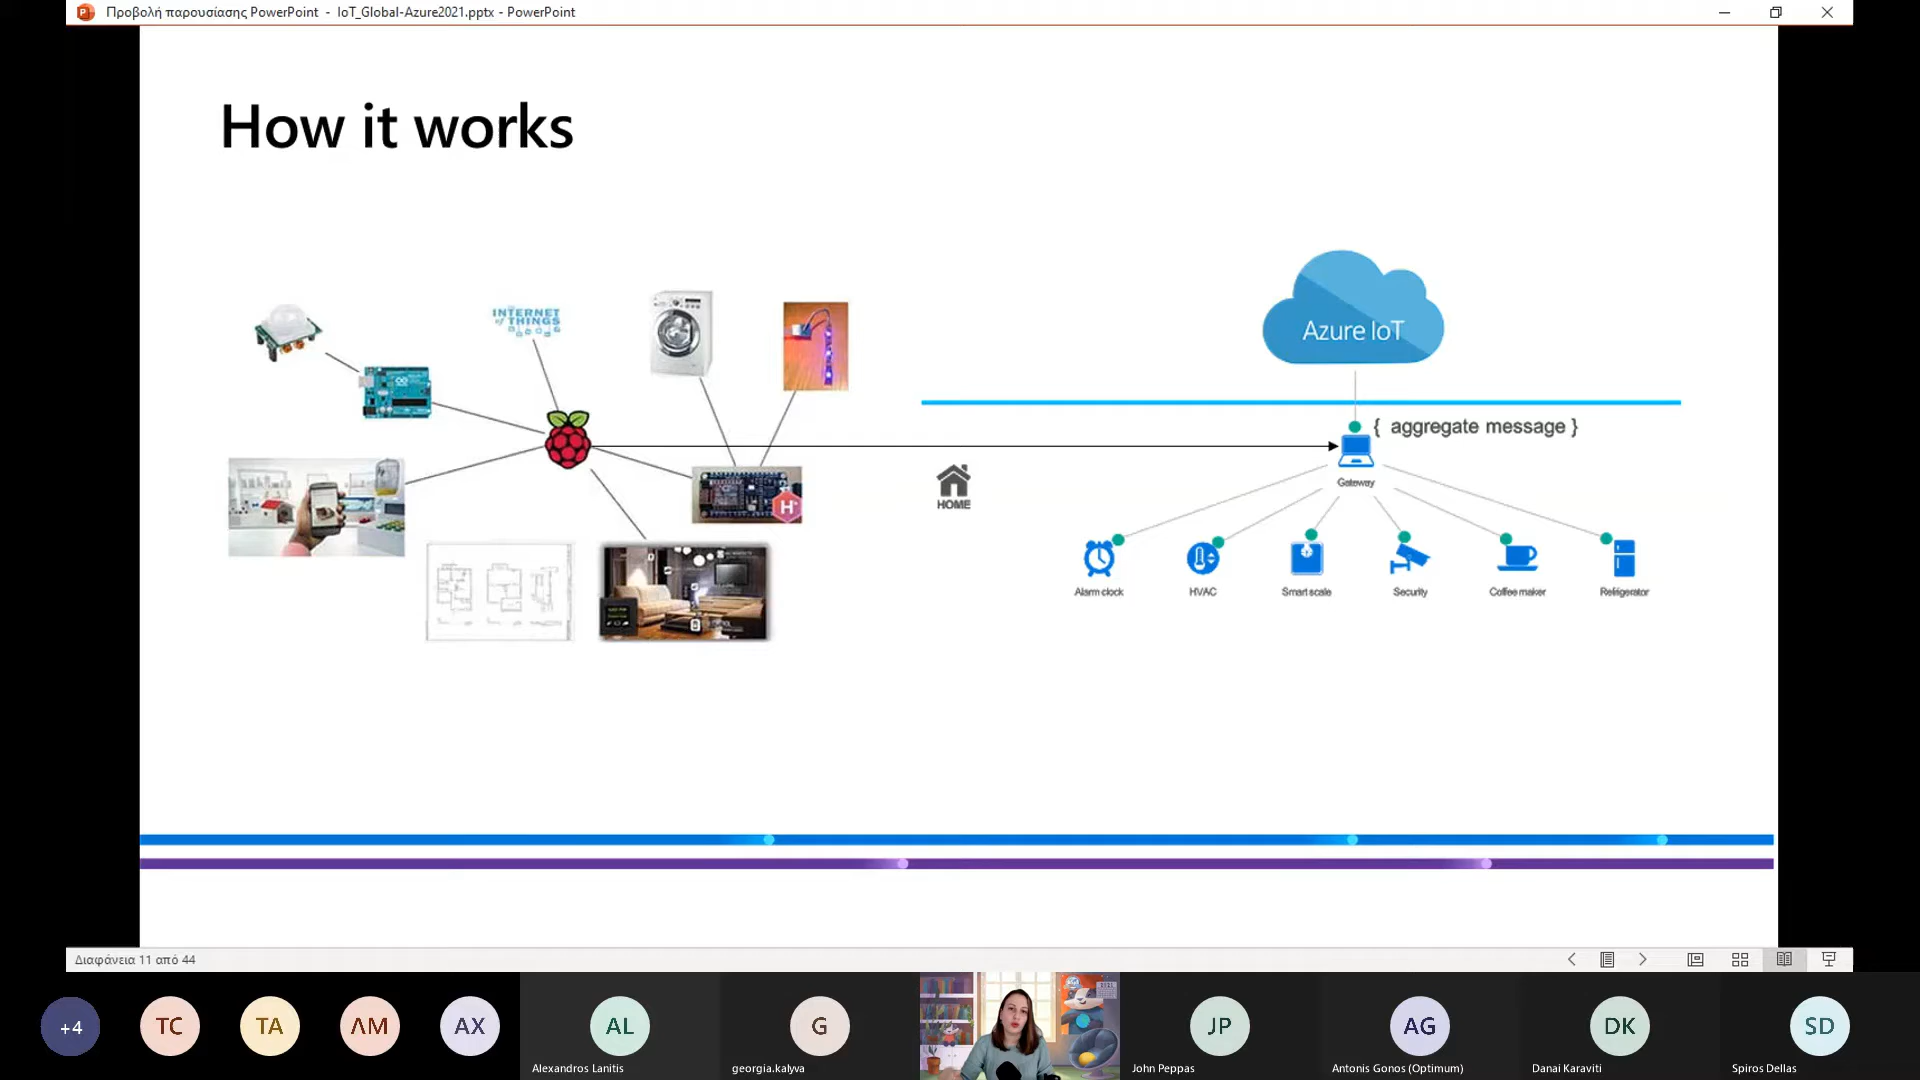 Προβολή παρουσίασης PowerPoint - IoT_Global-Azure2021.pptx - PowerPoint
How it works
INTERNET
of THINGS
Azure IoT
{ aggregate message }
Gateway
HOME
Alarm clock
HVAC
Smart scale
Security
Coffee maker
Refrigerator
Διαφάνεια 11 από 44
+4
TC
TA
ΛΜ
AX
AL
G
JP
AG
DK
SD
Alexandros Lanitis
georgia.kalyva
John Peppas
Antonis Gonos (Optimum)
Danai Karaviti
Spiros Dellas